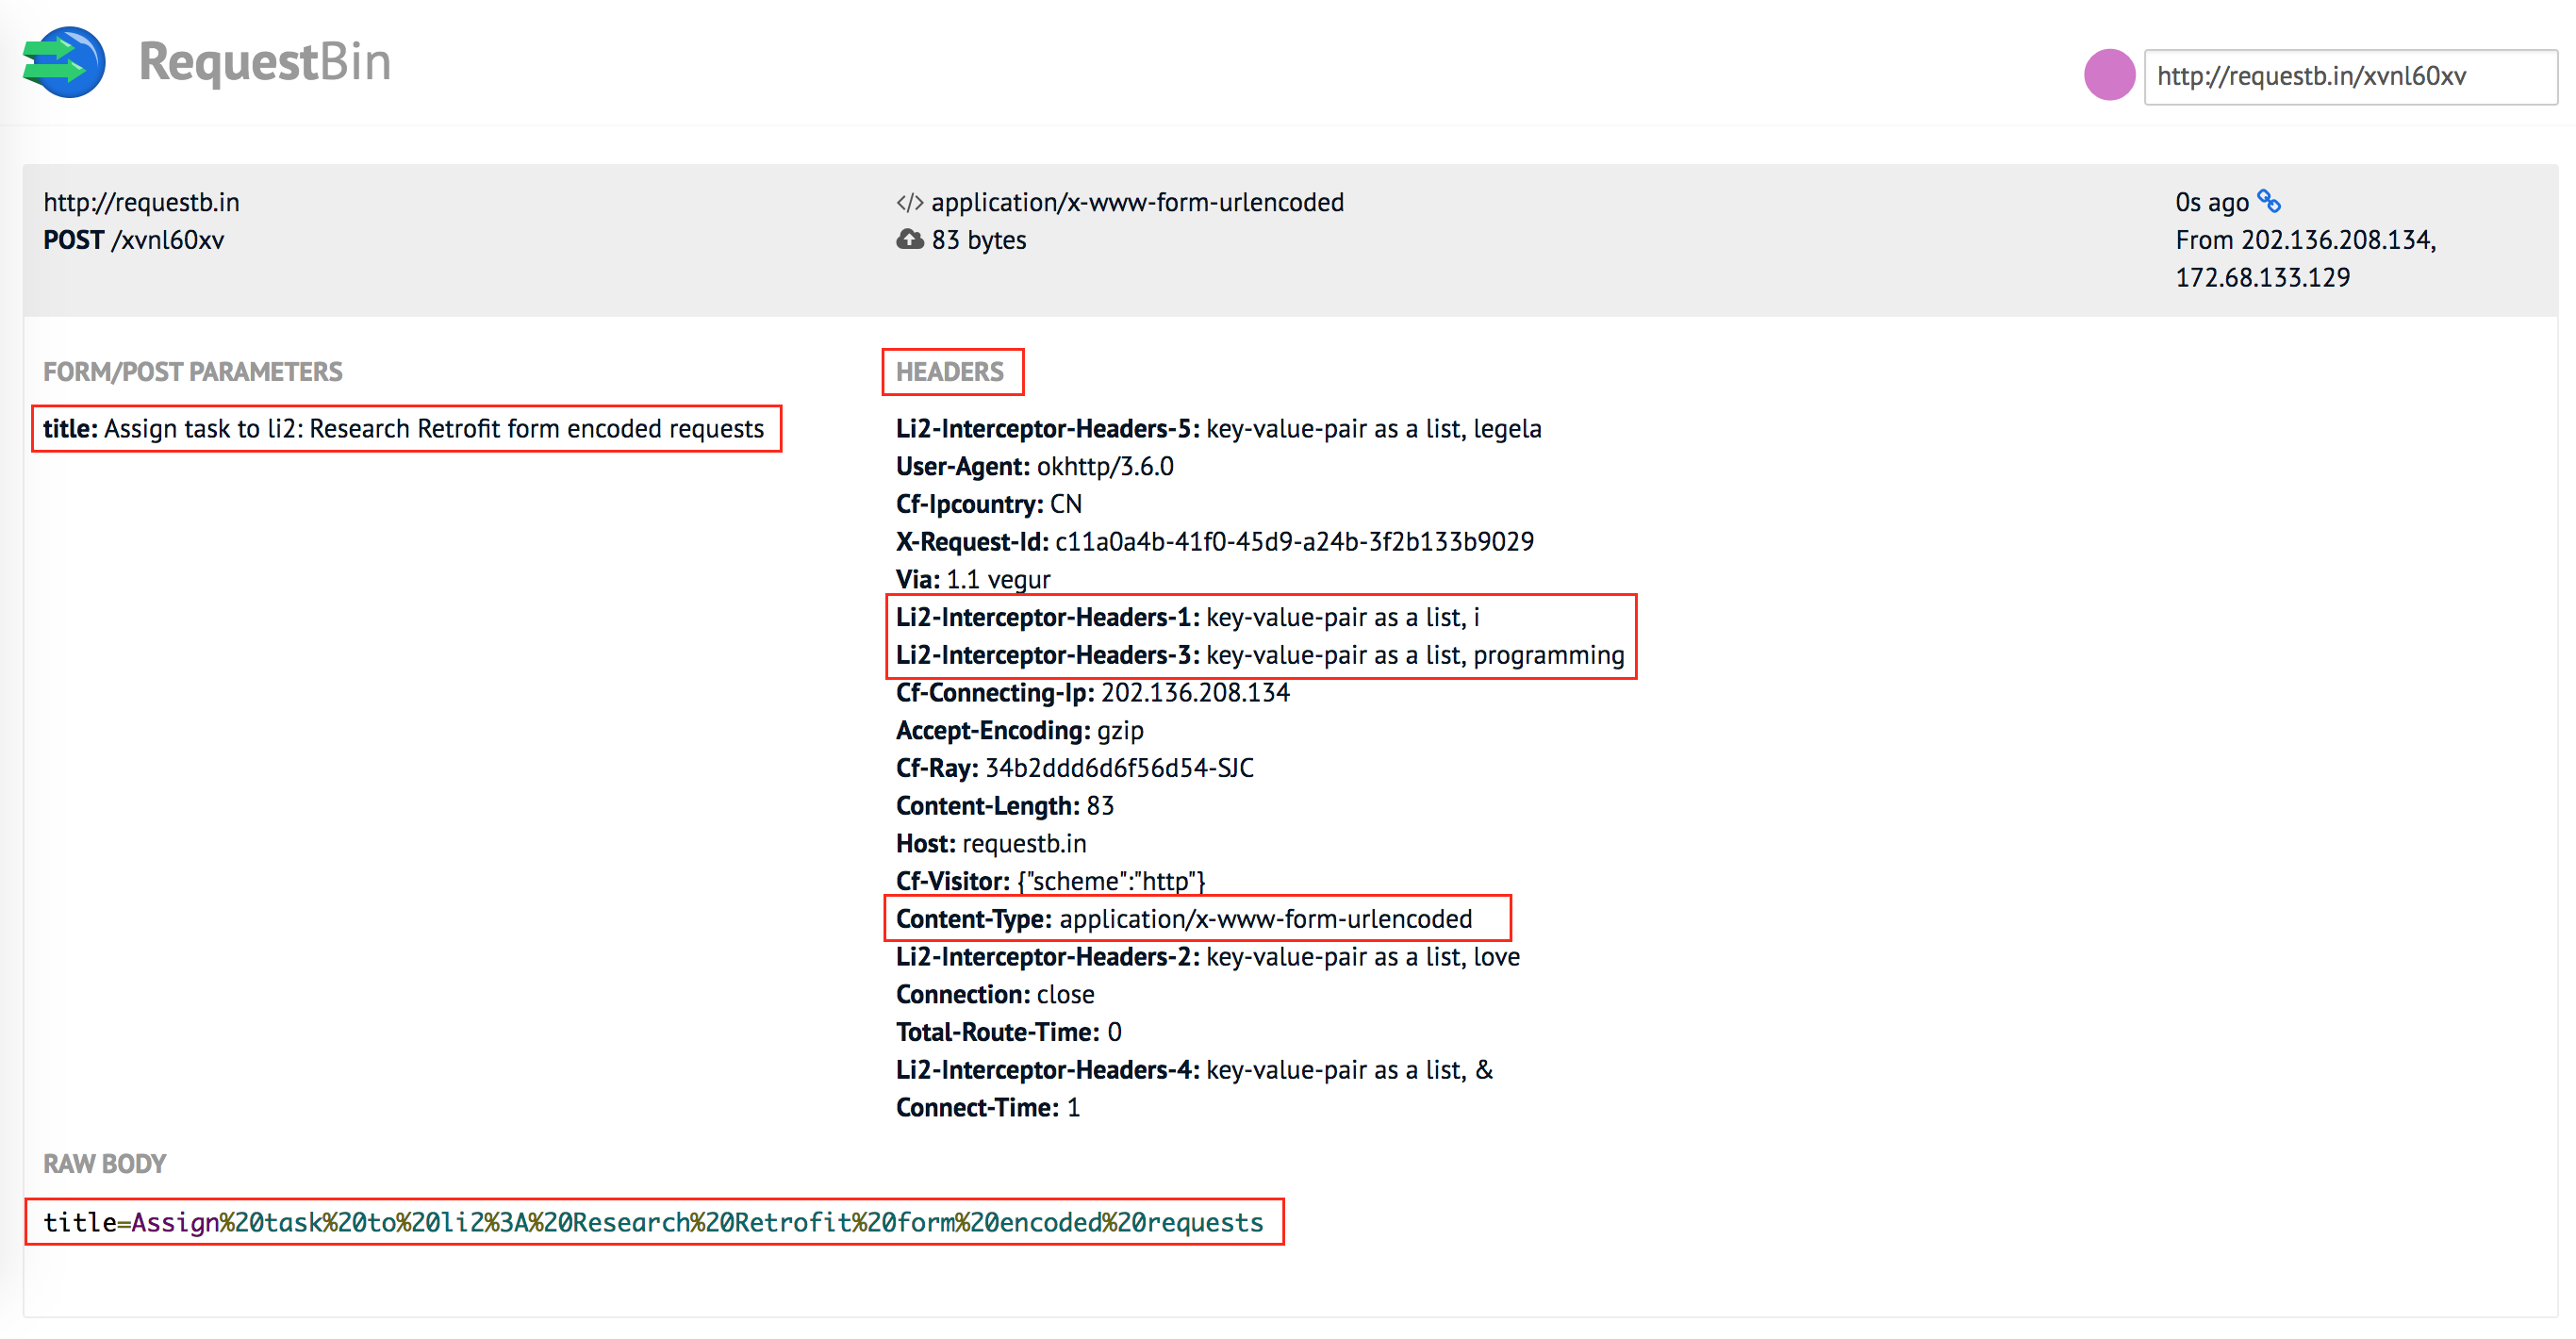 RequestBin
http://requestb.in/xvnl60xv
http://requestb.in
POST /xvnl60xv
</> application/x-www-form-urlencoded
83 bytes
0s ago
From 202.136.208.134,
172.68.133.129
FORM/POST PARAMETERS
title: Assign task to li2: Research Retrofit form encoded requests
HEADERS
Li2-Interceptor-Headers-5: key-value-pair as a list, legela
User-Agent: okhttp/3.6.0
Cf-Ipcountry: CN
X-Request-Id: c11a0a4b-41f0-45d9-a24b-3f2b133b9029
Via: 1.1 vegur
Li2-Interceptor-Headers-1: key-value-pair as a list, i
Li2-Interceptor-Headers-3: key-value-pair as a list, programming
Cf-Connecting-Ip: 202.136.208.134
Accept-Encoding: gzip
Cf-Ray: 34b2ddd6d6f56d54-SJC
Content-Length: 83
Host: requestb.in
Cf-Visitor: {"scheme":"http"}
Content-Type: application/x-www-form-urlencoded
Li2-Interceptor-Headers-2: key-value-pair as a list, love
Connection: close
Total-Route-Time: 0
Li2-Interceptor-Headers-4: key-value-pair as a list, &
Connect-Time: 1
RAW BODY
title=Assign%20task%20to%20li2%3A%20Research%20Retrofit%20form%20encoded%20requests